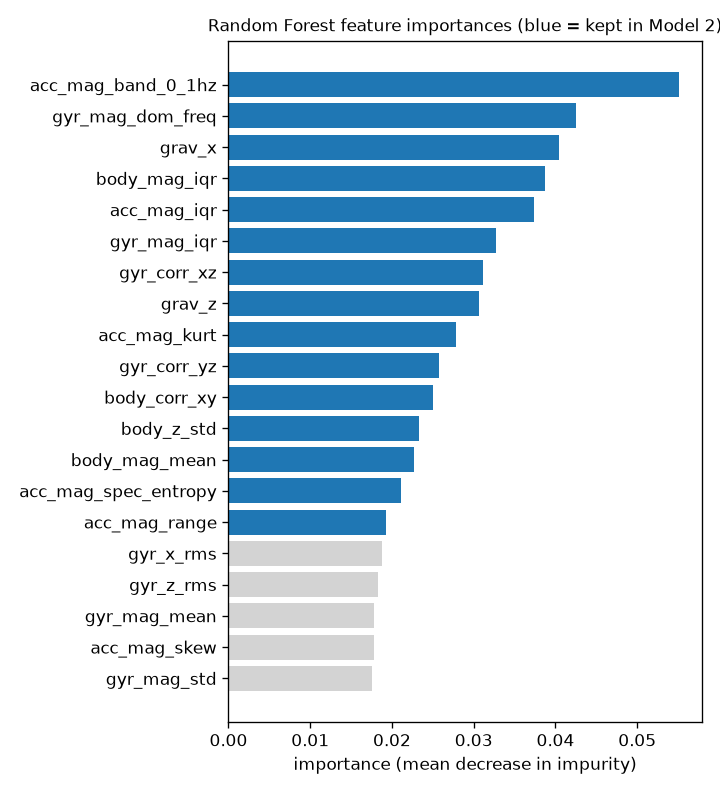 Random Forest feature importances (blue = kept in Model 2)
acc_mag_band_0_1hz
gyr_mag_dom_freq
grav_x
body_mag_iqr
acc_mag_iqr
gyr_mag_iqr
gyr_corr_xz
grav_z
acc_mag_kurt
gyr_corr_yz
body_corr_xy
body_z_std
body_mag_mean
acc_mag_spec_entropy
acc_mag_range
gyr_x_rms
gyr_z_rms
gyr_mag_mean
acc_mag_skew
gyr_mag_std
0.00 0.01 0.02 0.03 0.04 0.05
importance (mean decrease in impurity)